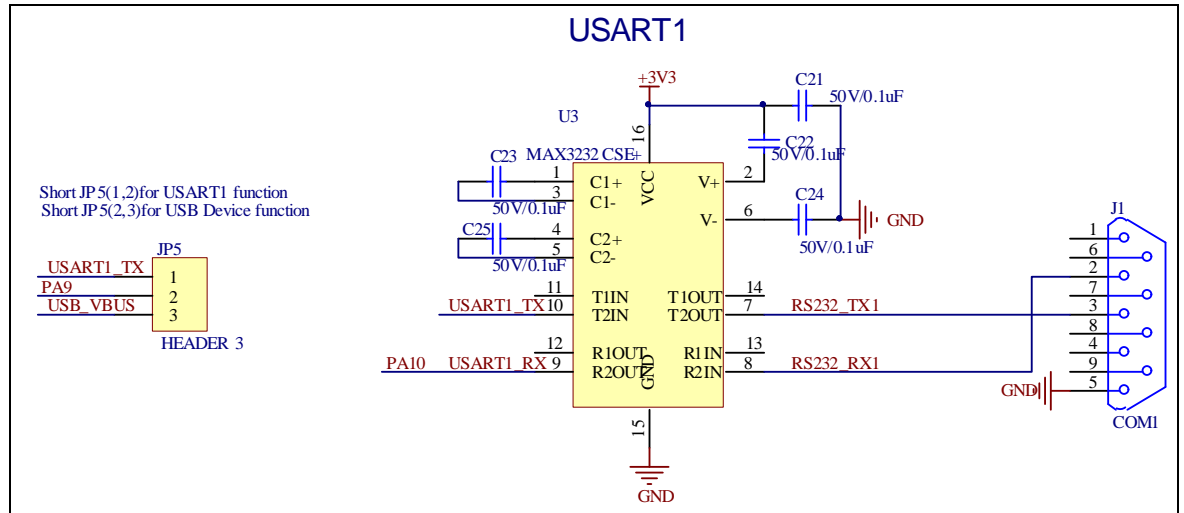 USART1
+3V3
C21
50V/0.1uF
U3
16
C22
50V/0.1uF
MAX3232 CSE+
C23
1
C1+
VCC
V+
2
3
C1-
50V/0.1uF
C24
V-
6
GND
50V/0.1uF
C25
4
C2+
5
C2-
50V/0.1uF
Short JP5(1,2)for USART1 function
Short JP5(2,3)for USB Device function
JP5
USART1_TX
1
PA9
2
USB_VBUS
3
HEADER 3
11
T1IN
T1OUT
14
USART1_TX
10
T2IN
T2OUT
7
RS232_TX1
12
R1OUT
R1IN
13
PA10
USART1_RX
9
R2OUT
GND
R2IN
8
RS232_RX1
15
GND
J1
1
6
2
7
3
8
4
9
5
GND
COM1